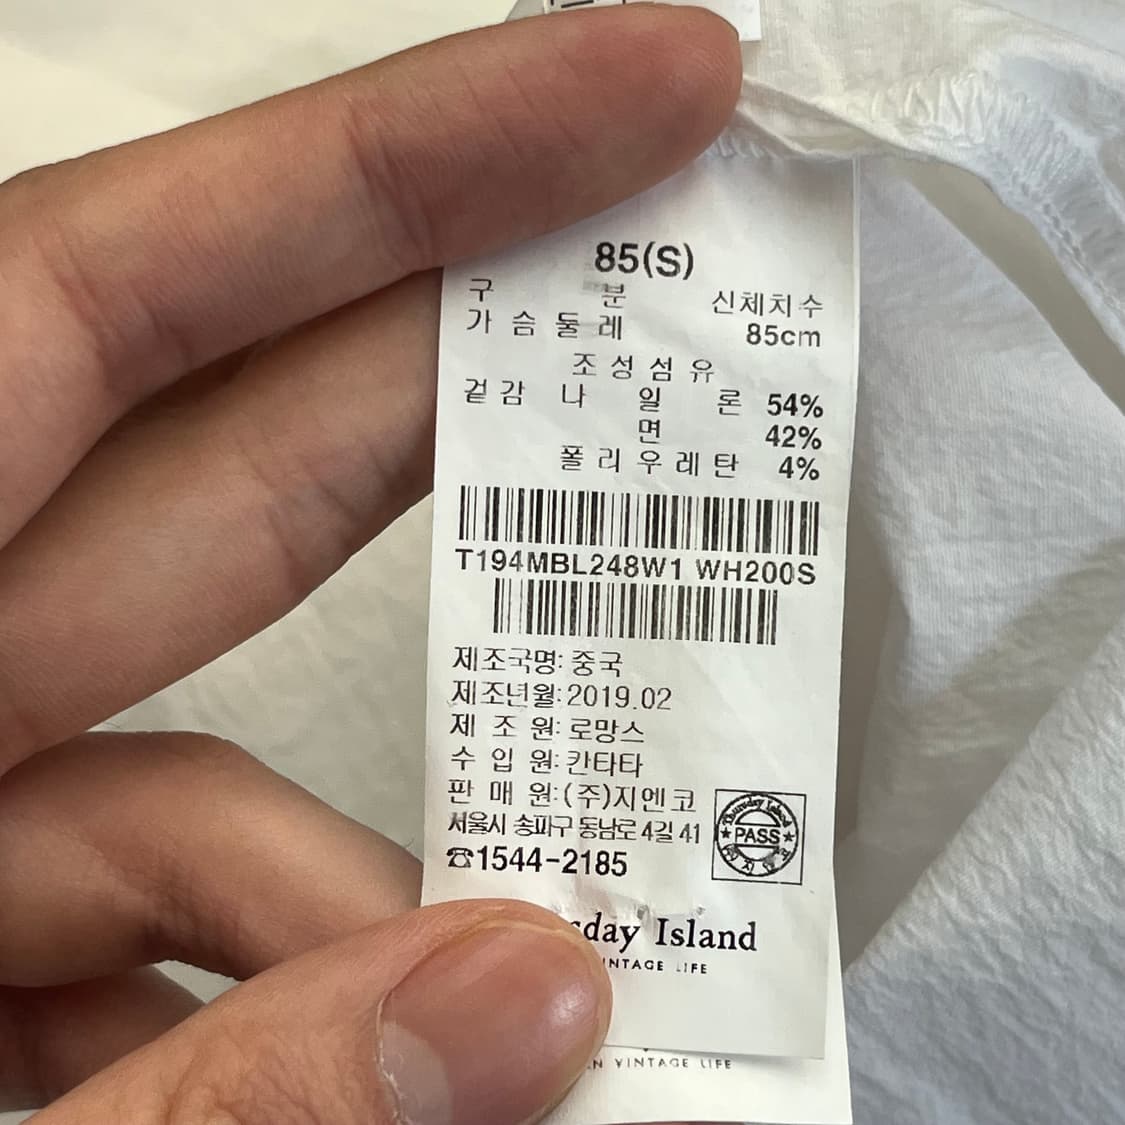 85(S)
구 분 신체치수
가슴둘레 85cm
조성섬유
겉감 나일론 54%
면 42%
폴리우레탄 4%
T194MBL248W1 WH200S
제조국명: 중국
제조년월: 2019.02
제조원: 로망스
수입원: 칸타타
판매원: (주)지엔코
서울시 송파구 동남로 4길 41
☎1544-2185
Thursday Island
★PASS★
Island
VINTAGE LIFE
VINTAGE LIFE